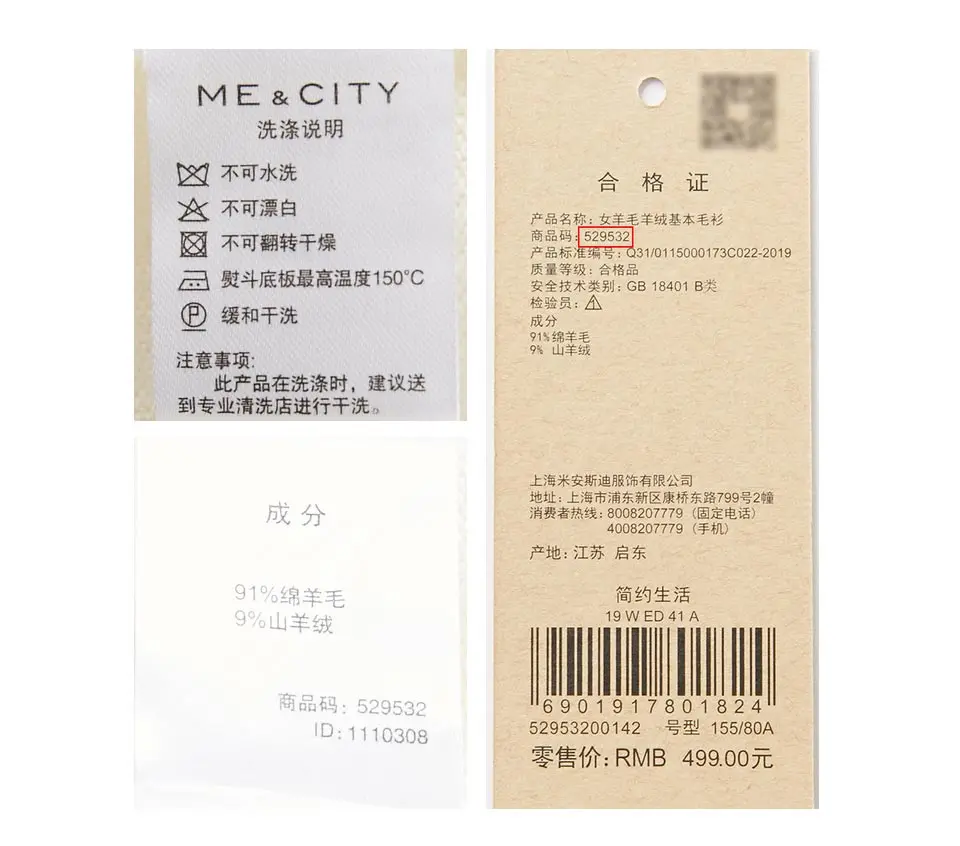 ME & CITY
洗涤说明
不可水洗
不可漂白
不可翻转干燥
熨斗底板最高温度150℃
P 缓和干洗
注意事项:
此产品在洗涤时，建议送
到专业清洗店进行干洗。
成分
91%绵羊毛
9%山羊绒
商品码: 529532
ID: 1110308
合格证
产品名称: 女羊毛羊绒基本毛衫
商品码: 529532
产品标准编号: Q31/0115000173C022-2019
质量等级: 合格品
安全技术类别: GB 18401 B类
检验员: 1
成分
91%绵羊毛
9% 山羊绒
上海米安斯迪服饰有限公司
地址: 上海市浦东新区康桥东路799号2幢
消费者热线: 8008207779 (固定电话)
4008207779 (手机)
产地: 江苏 启东
简约生活
19 W ED 41 A
6901917801824
52953200142 号型 155/80A
零售价: RMB 499.00元